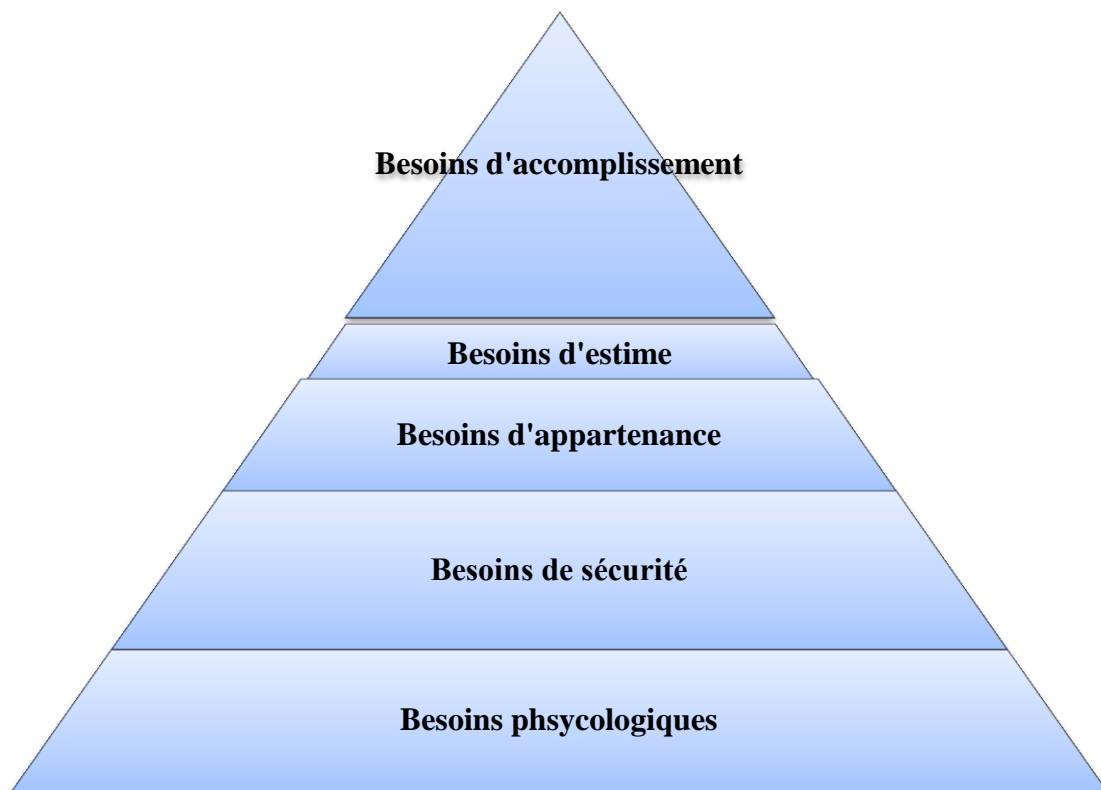 Besoins d'accomplissement
Besoins d'estime
Besoins d'appartenance
Besoins de sécurité
Besoins phsycologiques